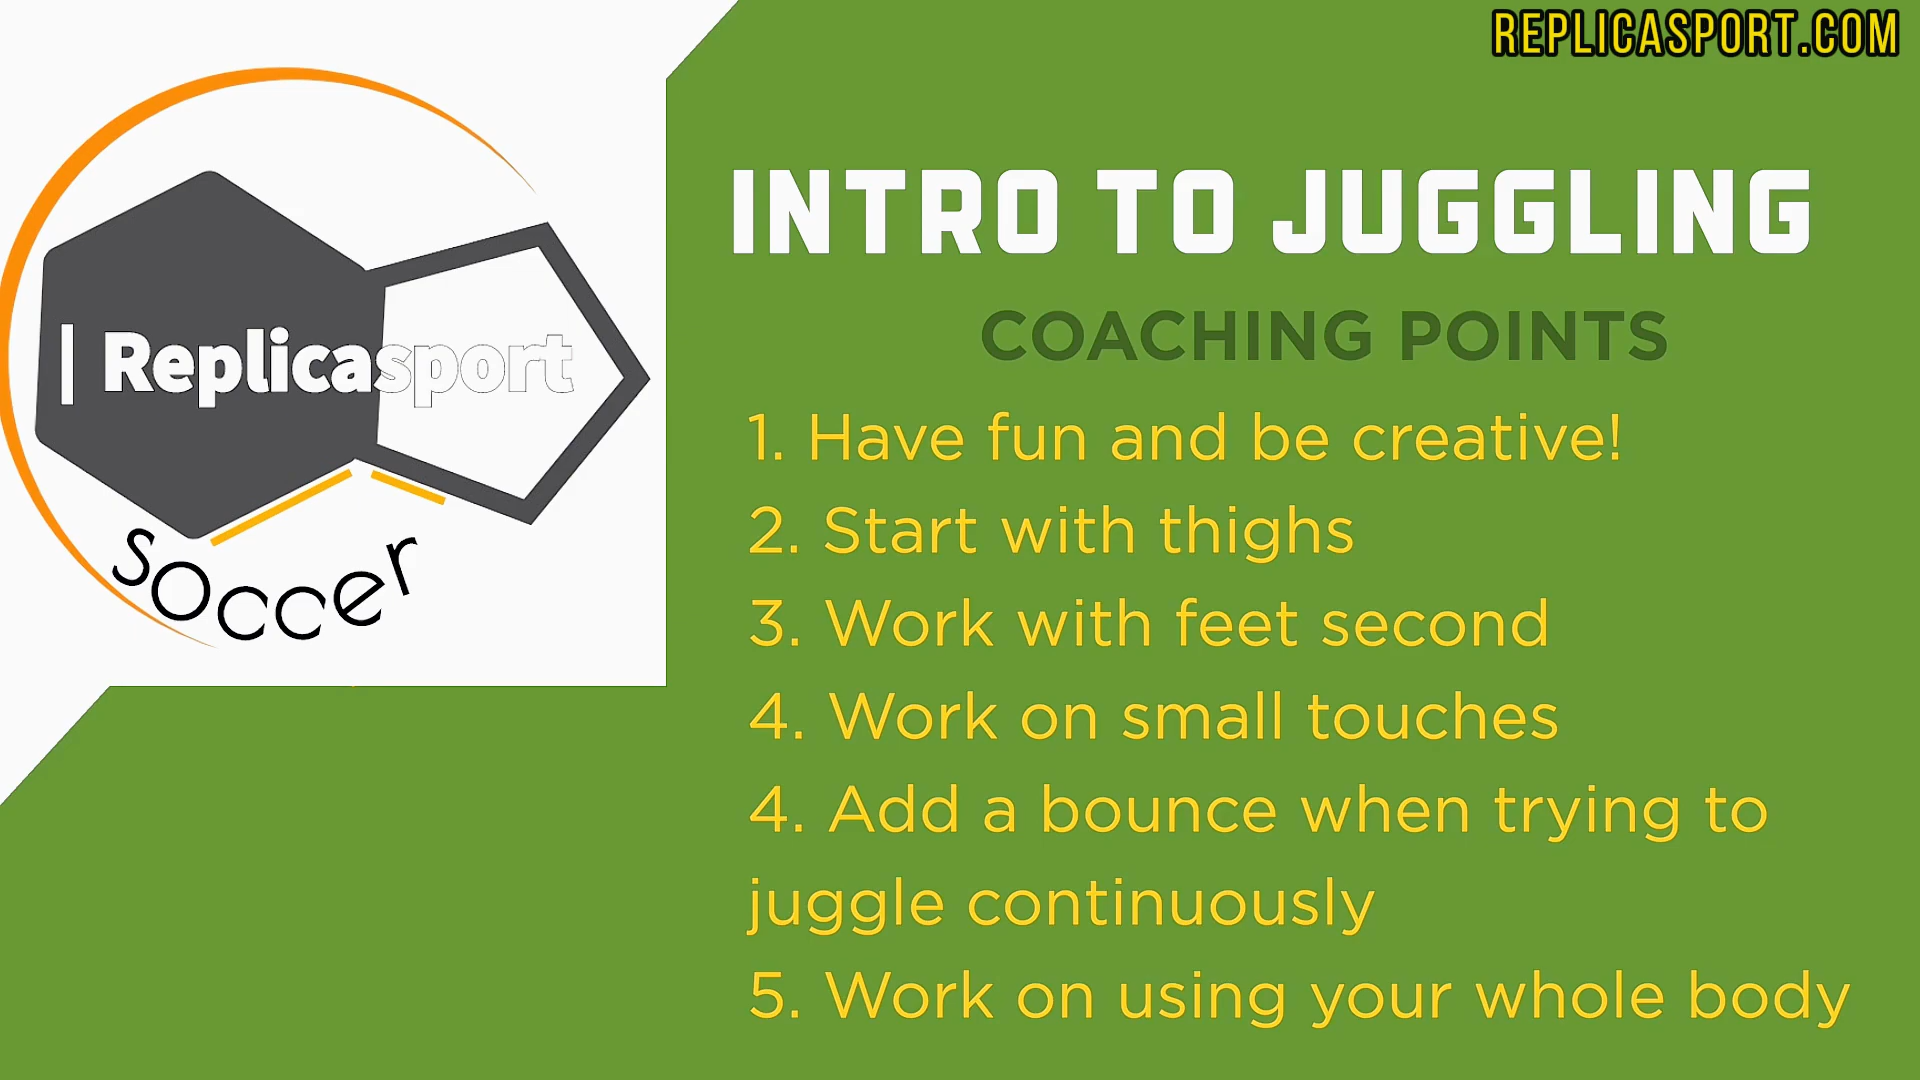 REPLICASPORT.COM
INTRO TO JUGGLING
COACHING POINTS
| Replicasport
soccer
1. Have fun and be creative!
2. Start with thighs
3. Work with feet second
4. Work on small touches
4. Add a bounce when trying to
juggle continuously
5. Work on using your whole body